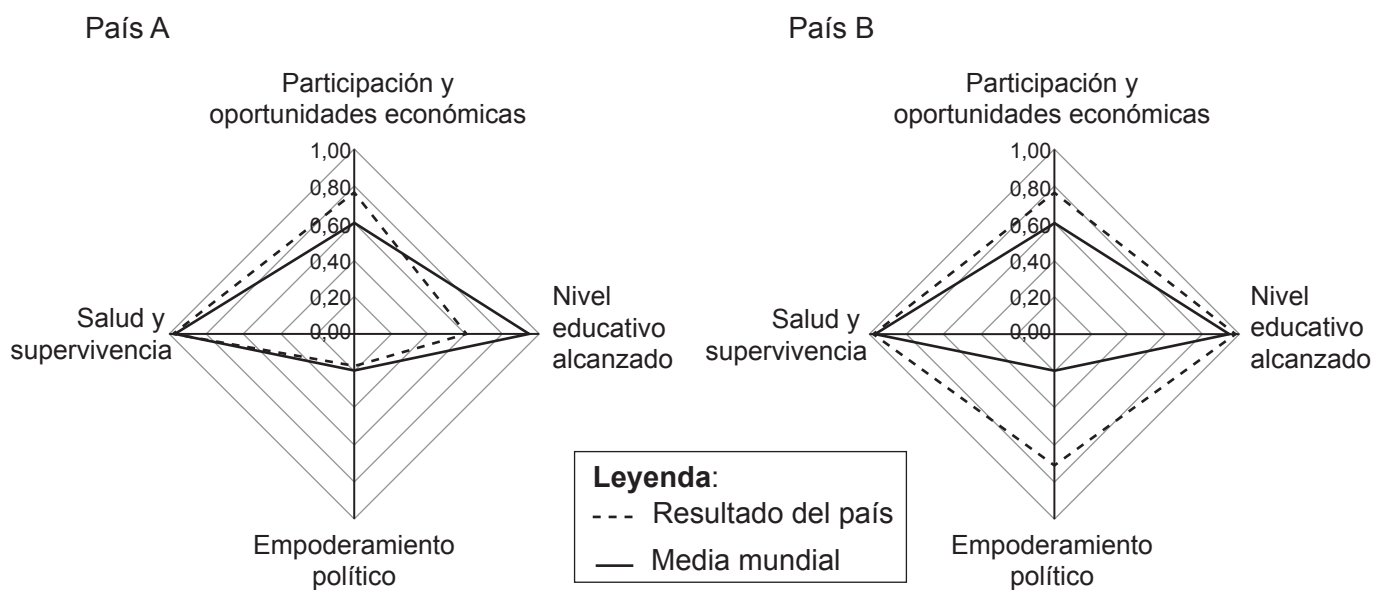 País A
Participación y
oportunidades económicas
1,00
0,80
0,60
0,40
0,20
0,00
Salud y
supervivencia
Nivel
educativo
alcanzado
Empoderamiento
político
País B
Participación y
oportunidades económicas
1,00
0,80
0,60
0,40
0,20
0,00
Salud y
supervivencia
Nivel
educativo
alcanzado
Empoderamiento
político
Leyenda:
Resultado del país
Media mundial